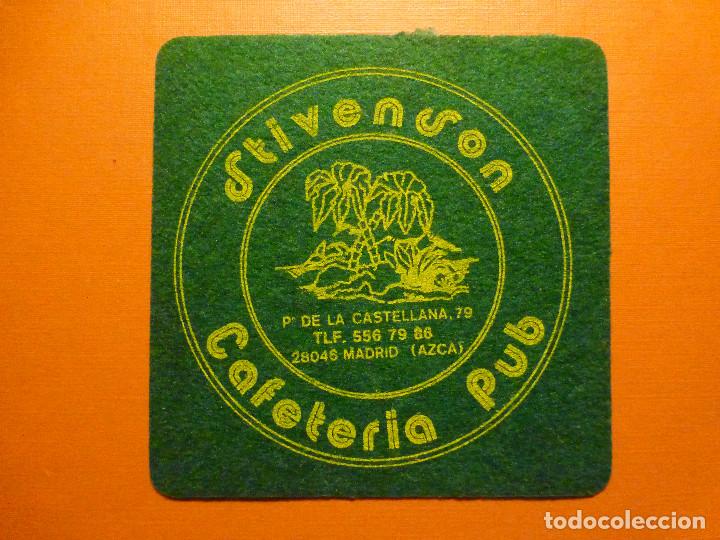 Stivenson
Pº DE LA CASTELLANA, 79
TLF. 556 79 86
28046 MADRID (AZCA)
Cafeteria Pub
todocoleccion